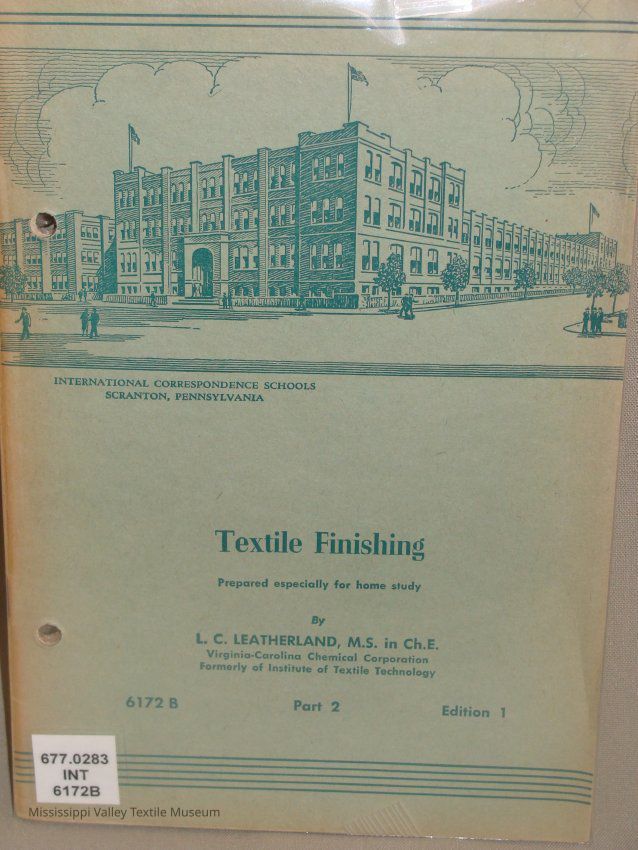 INTERNATIONAL CORRESPONDENCE SCHOOLS
SCRANTON, PENNSYLVANIA
Textile Finishing
Prepared especially for home study
By
L. C. LEATHERLAND, M.S. in Ch.E.
Virginia-Carolina Chemical Corporation
Formerly of Institute of Textile Technology
6172 B Part 2 Edition 1
677.0283
INT
6172B
Mississippi Valley Textile Museum